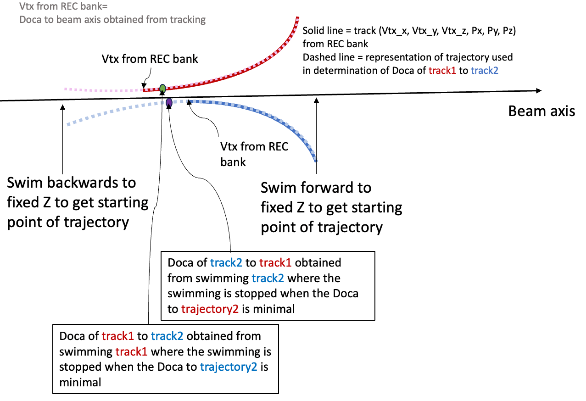 Vtx from REC bank=
Doca to beam axis obtained from tracking
Solid line = track (Vtx_x, Vtx_y, Vtx_z, Px, Py, Pz)
from REC bank
Dashed line = representation of trajectory used
in determination of Doca of track1 to track2
Vtx from REC bank
Beam axis
Vtx from REC
bank
Swim backwards to
fixed Z to get starting
point of trajectory
Swim forward to
fixed Z to get starting
point of trajectory
Doca of track2 to track1 obtained
from swimming track2 where the
swimming is stopped when the Doca
to trajectory2 is minimal
Doca of track1 to track2 obtained from
swimming track1 where the swimming is
stopped when the Doca to trajectory2 is
minimal